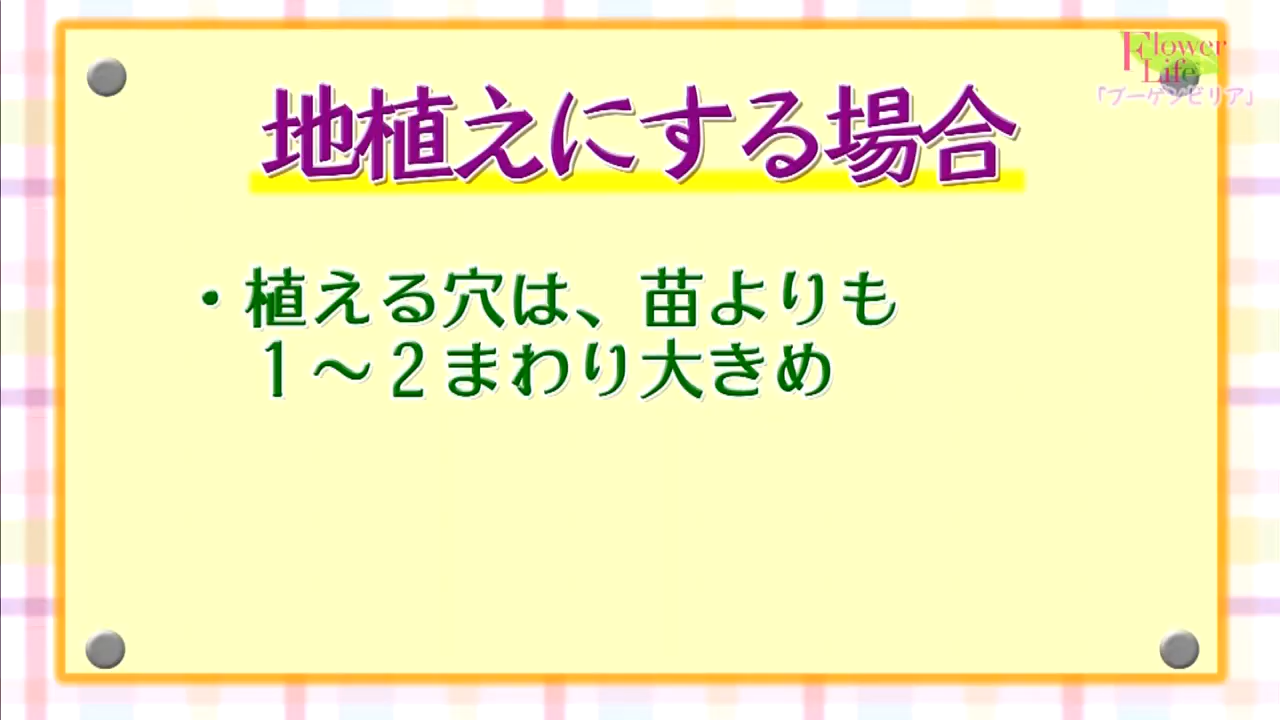 Flower
Life
「ブーゲンビリア」
地植えにする場合
・植える穴は、苗よりも
1～2まわり大きめ